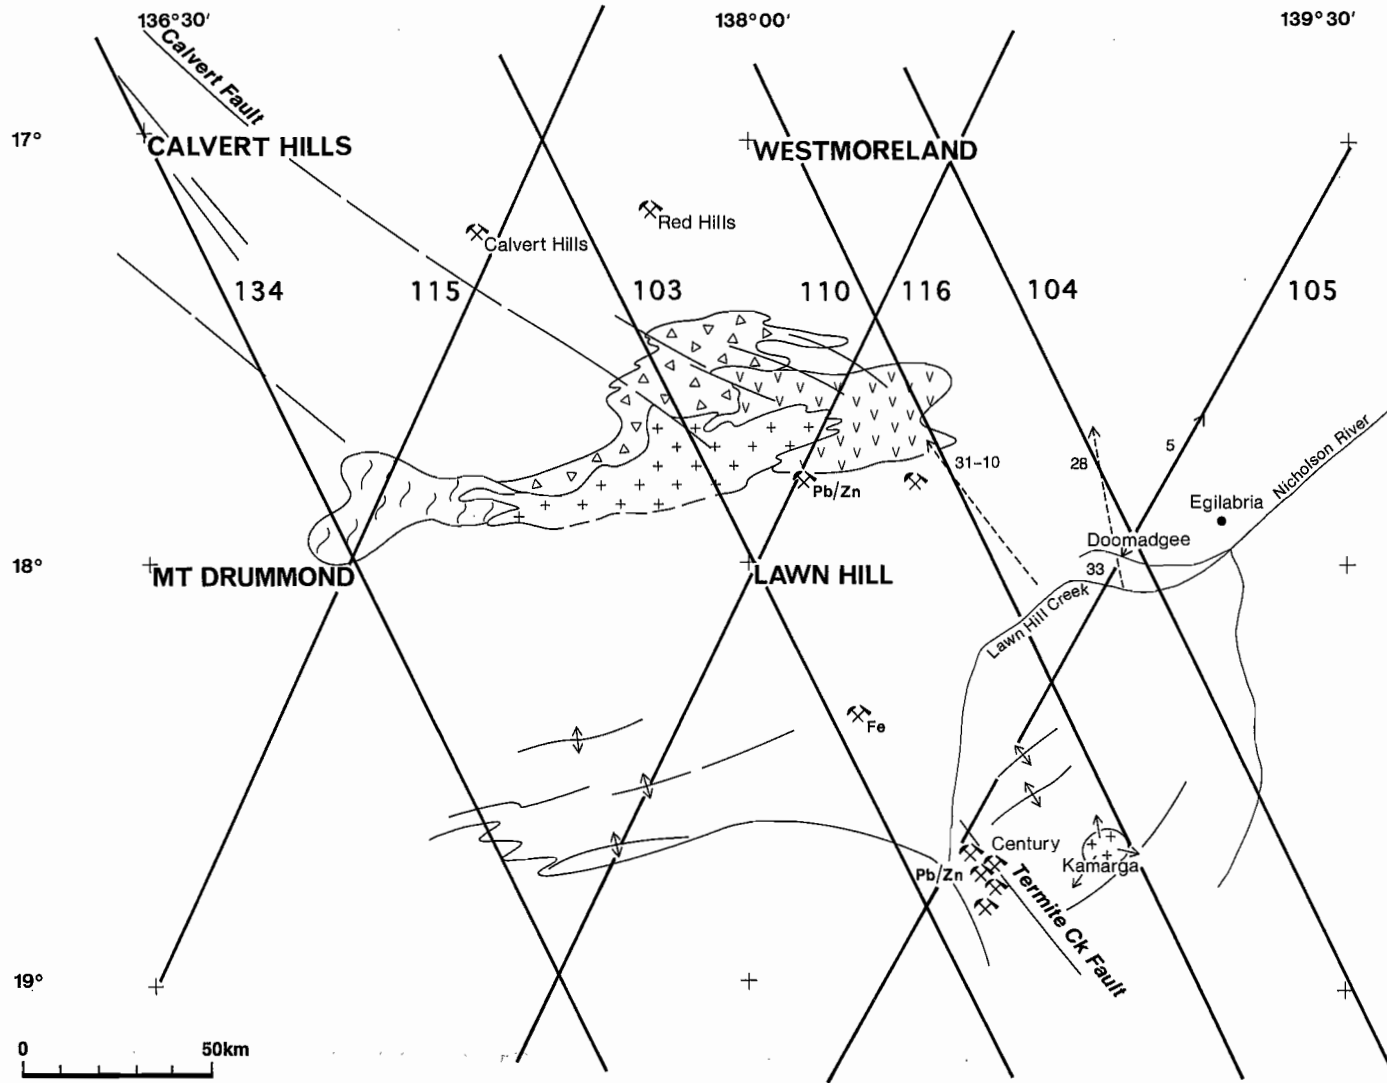 136°30′ 138°00′ 139°30′
Calvert Fault
17°
CALVERT HILLS WESTMORELAND
Red Hills
Calvert Hills
134 115 103 110 116 104 105
5
Nicholson River
31–10 28
Pb/Zn
Egilabria
Doomadgee
18°
MT DRUMMOND LAWN HILL
33
Lawn Hill Creek
Fe
Century
Kamarga
Pb/Zn
Termite Ck Fault
19°
0 50km